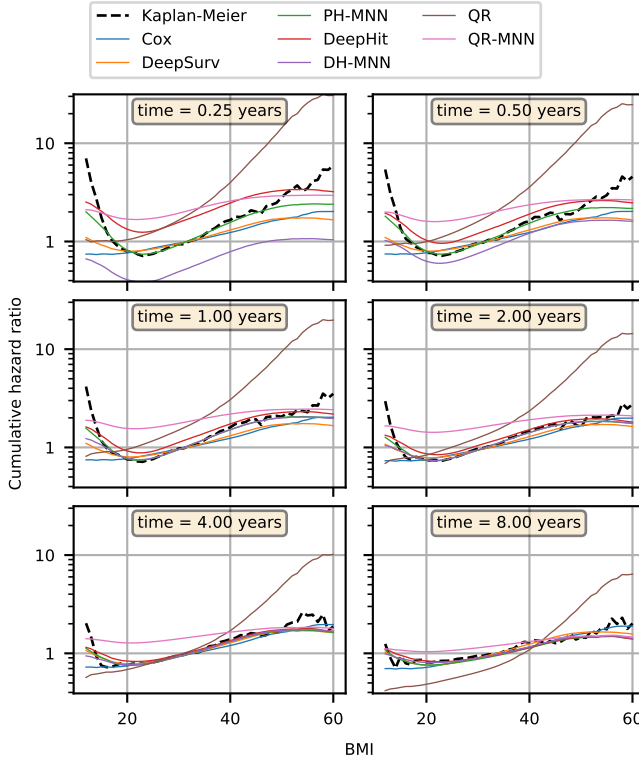 Kaplan-Meier PH-MNN QR
Cox DeepHit QR-MNN
DeepSurv DH-MNN
time = 0.25 years time = 0.50 years
10
1
time = 1.00 years time = 2.00 years
10
1
Cumulative hazard ratio
time = 4.00 years time = 8.00 years
10
1
20 40 60 20 40 60
BMI